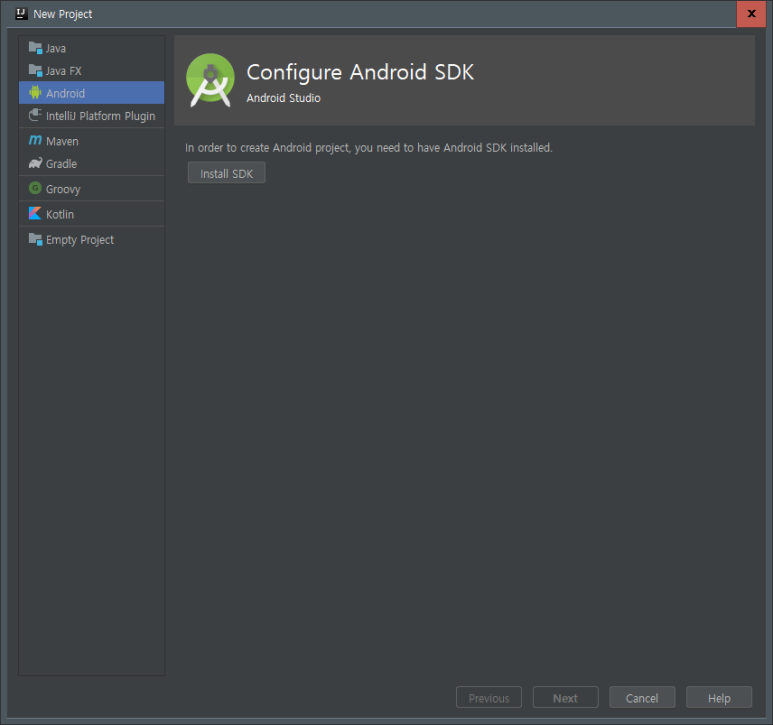 New Project
Java
Java FX
Android
IntelliJ Platform Plugin
Maven
Gradle
Groovy
Kotlin
Empty Project
Configure Android SDK
Android Studio
In order to create Android project, you need to have Android SDK installed.
Install SDK
Previous
Next
Cancel
Help